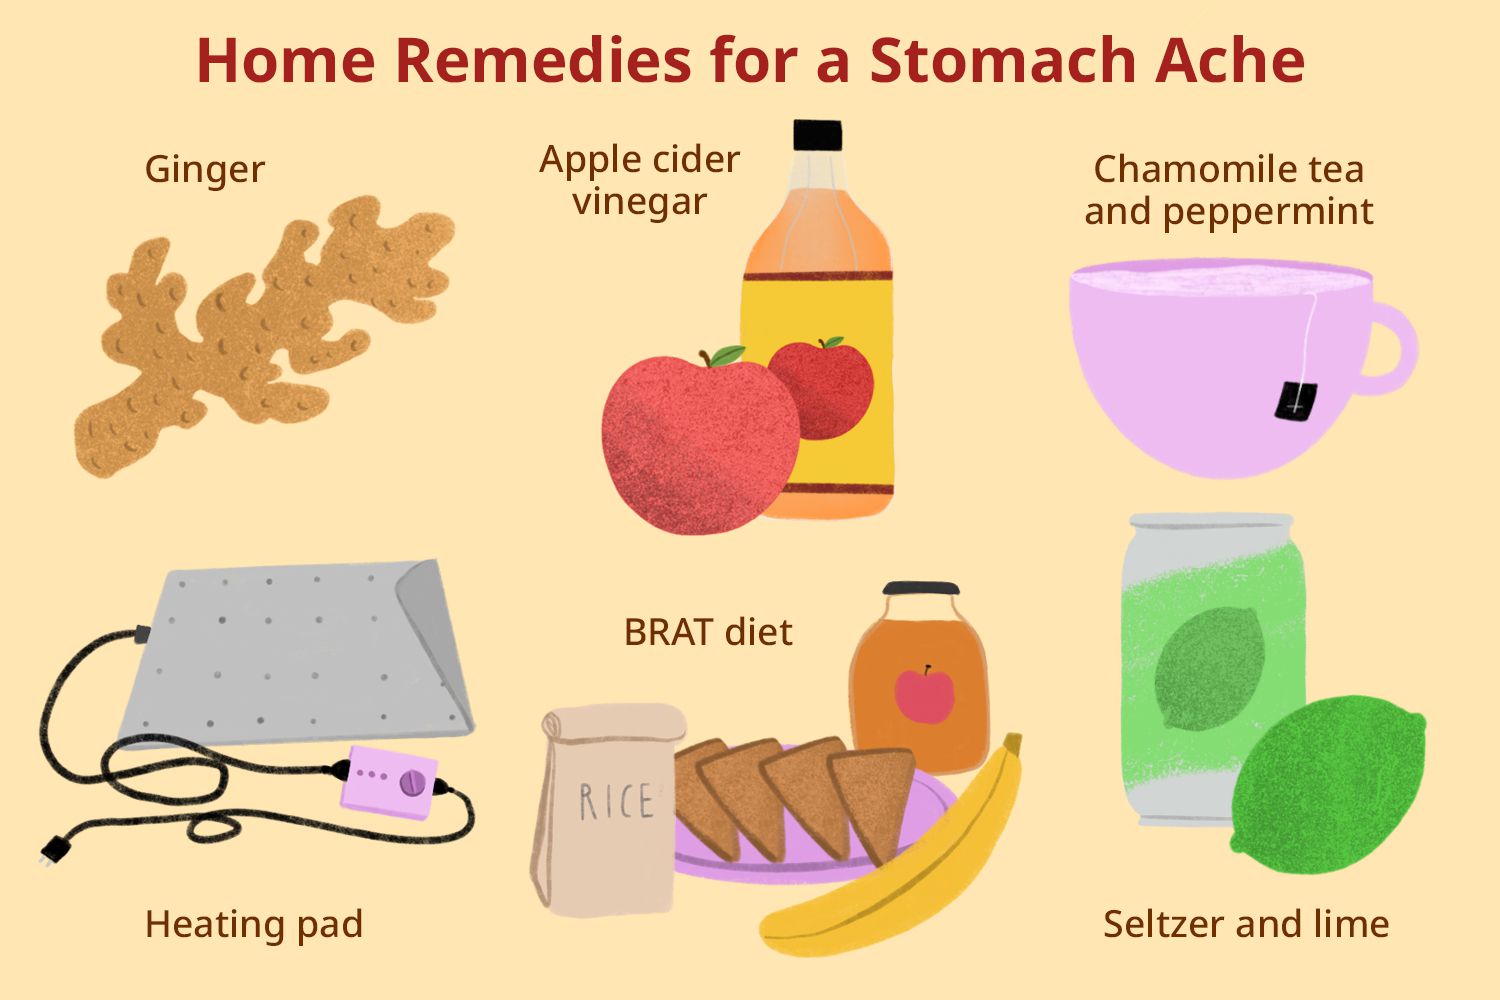 Home Remedies for a Stomach Ache
Ginger
Apple cider
vinegar
Chamomile tea
and peppermint
Heating pad
BRAT diet
RICE
Seltzer and lime